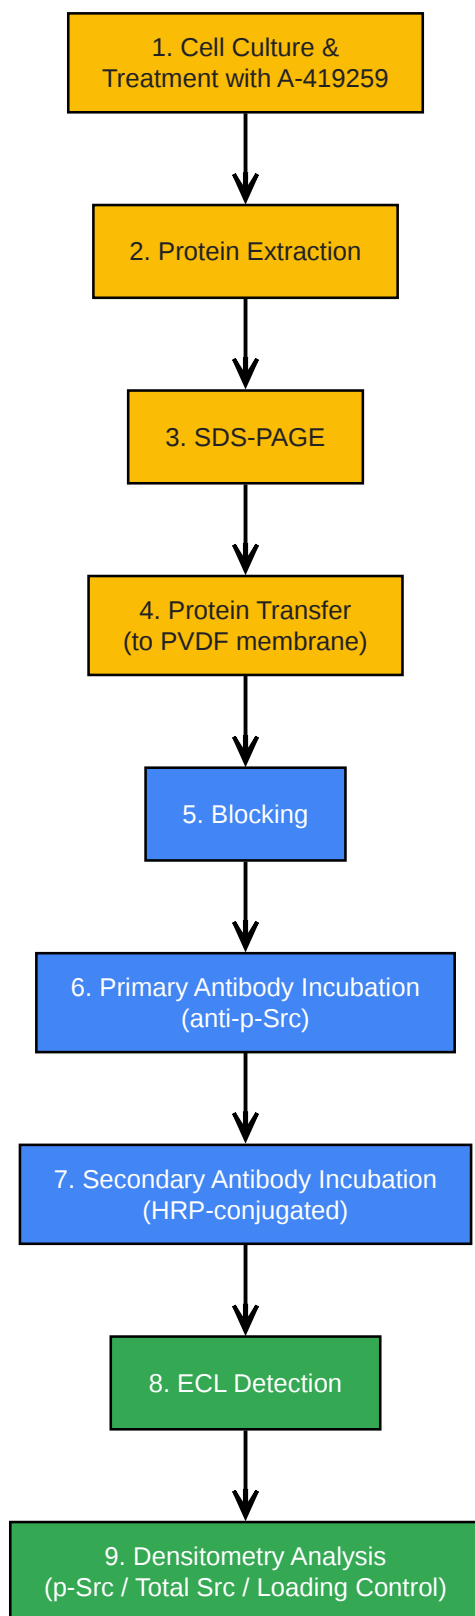 1. Cell Culture &
Treatment with A-419259
2. Protein Extraction
3. SDS-PAGE
4. Protein Transfer
(to PVDF membrane)
5. Blocking
6. Primary Antibody Incubation
(anti-p-Src)
7. Secondary Antibody Incubation
(HRP-conjugated)
8. ECL Detection
9. Densitometry Analysis
(p-Src / Total Src / Loading Control)